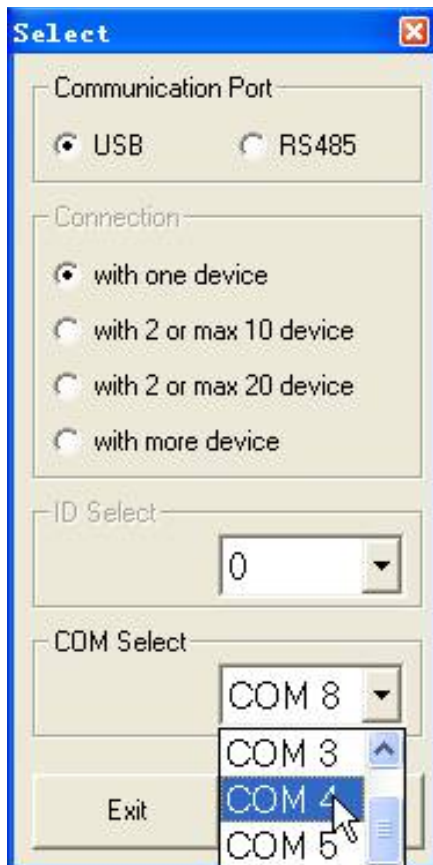 Select
Communication Port
USB RS485
Connection
with one device
with 2 or max 10 device
with 2 or max 20 device
with more device
ID Select
0
COM Select
COM 8
COM 3
Exit COM 4
COM 5